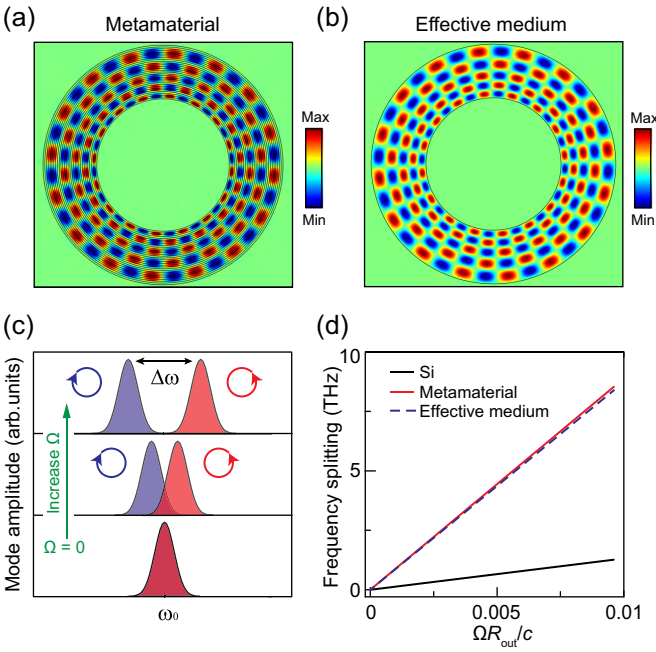 (a) Metamaterial
(b) Effective medium
Max
Min
Max
Min
(c)
Mode amplitude (arb.units)
Increase Ω
Ω = 0
Δω
ω₀
(d)
Frequency splitting (THz)
10
5
0
Si
Metamaterial
Effective medium
0
0.005
0.01
ΩR_out/c